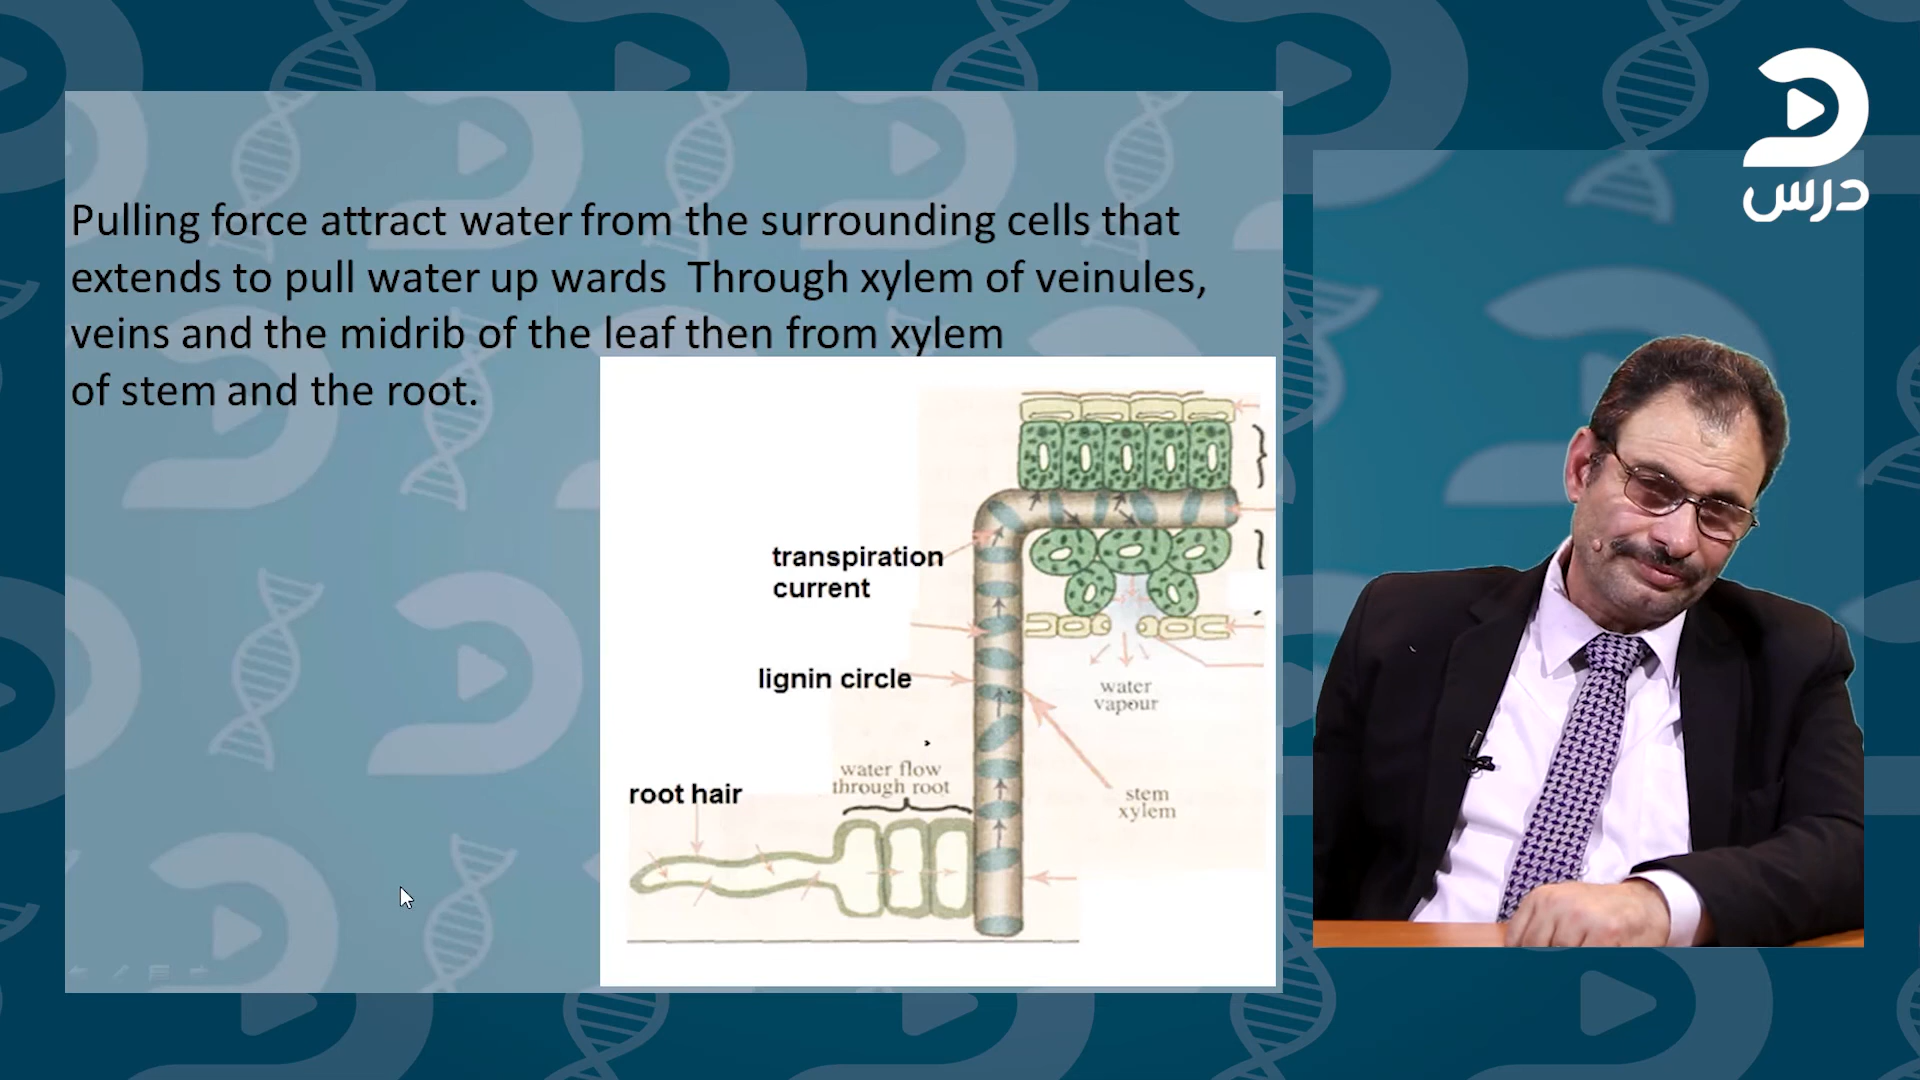 درس
Pulling force attract water from the surrounding cells that
extends to pull water up wards  Through xylem of veinules,
veins and the midrib of the leaf then from xylem
of stem and the root.
transpiration
current
lignin circle
water
vapour
water flow
through root
root hair
stem
xylem